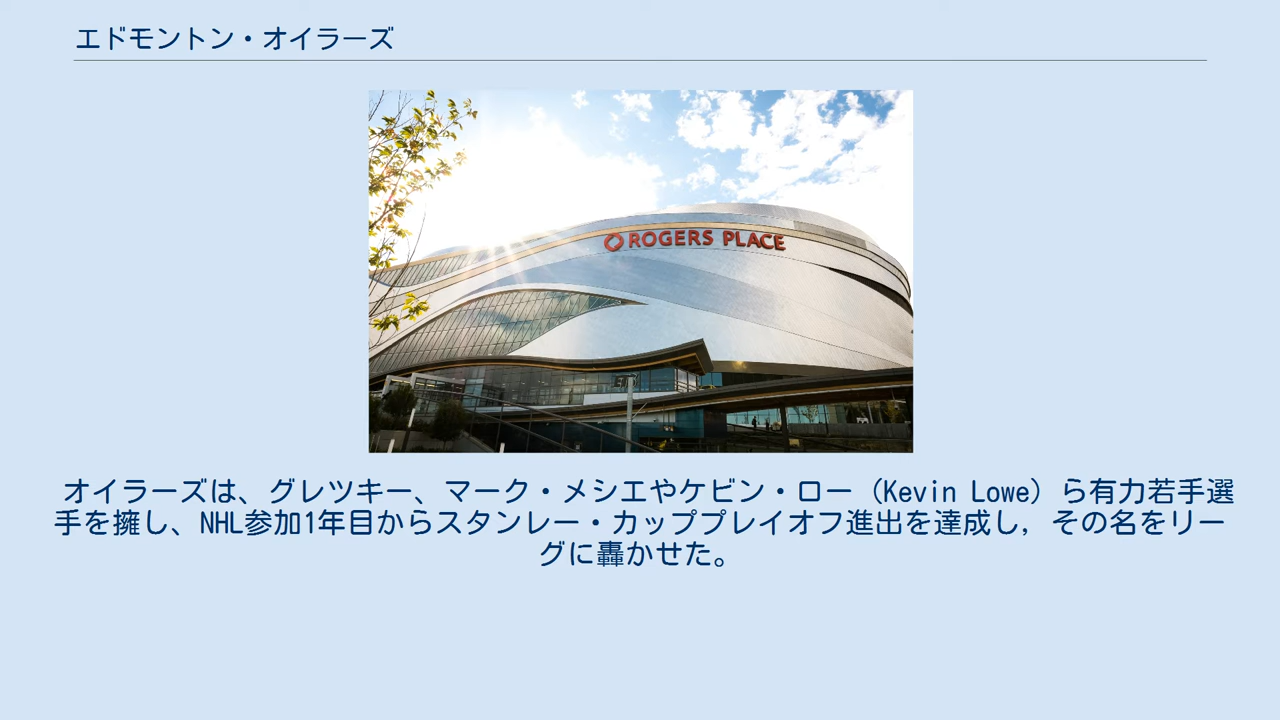 エドモントン・オイラーズ
ROGERS PLACE
オイラーズは、グレツキー、マーク・メシエやケビン・ロー（Kevin Lowe）ら有力若手選
手を擁し、NHL参加1年目からスタンレー・カッププレイオフ進出を達成し，その名をリー
グに轟かせた。